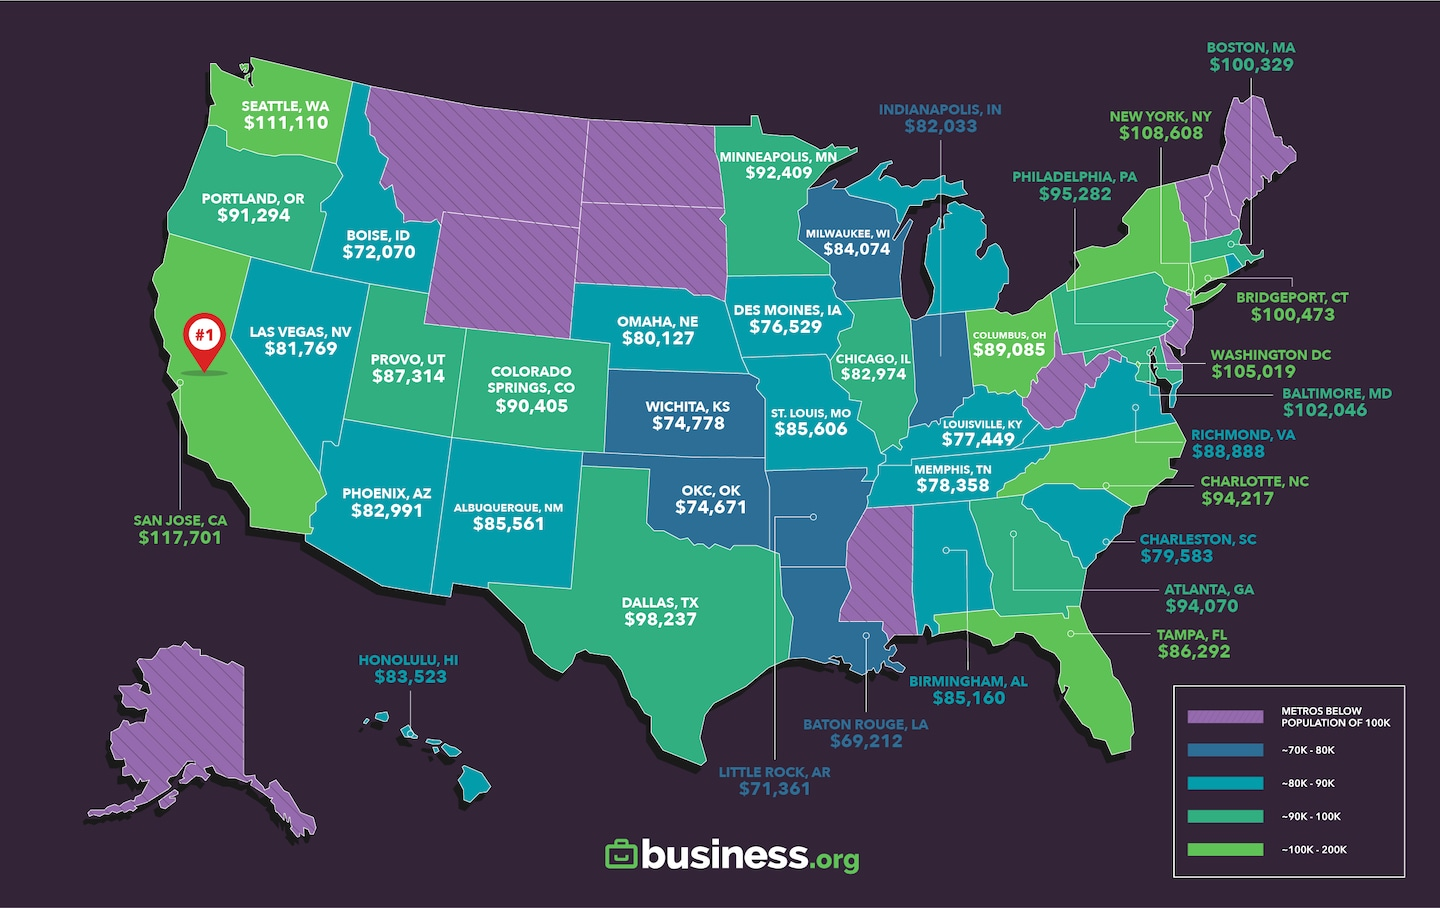 BOSTON, MA
$100,329
INDIANAPOLIS, IN
$82,033
NEW YORK, NY
$108,608
SEATTLE, WA
$111,110
MINNEAPOLIS, MN
$92,409
PHILADELPHIA, PA
$95,282
PORTLAND, OR
$91,294
BOISE, ID
$72,070
MILWAUKEE, WI
$84,074
BRIDGEPORT, CT
$100,473
#1
LAS VEGAS, NV
$81,769
OMAHA, NE
$80,127
DES MOINES, IA
$76,529
COLUMBUS, OH
$89,085
PROVO, UT
$87,314
COLORADO
SPRINGS, CO
$90,405
CHICAGO, IL
$82,974
WASHINGTON DC
$105,019
BALTIMORE, MD
$102,046
WICHITA, KS
$74,778
ST. LOUIS, MO
$85,606
LOUISVILLE, KY
$77,449
RICHMOND, VA
$88,888
MEMPHIS, TN
$78,358
CHARLOTTE, NC
$94,217
PHOENIX, AZ
$82,991
ALBUQUERQUE, NM
$85,561
OKC, OK
$74,671
SAN JOSE, CA
$117,701
CHARLESTON, SC
$79,583
ATLANTA, GA
$94,070
DALLAS, TX
$98,237
TAMPA, FL
$86,292
HONOLULU, HI
$83,523
BIRMINGHAM, AL
$85,160
BATON ROUGE, LA
$69,212
LITTLE ROCK, AR
$71,361
METROS BELOW
POPULATION OF 100K
~70K - 80K
~80K - 90K
~90K - 100K
~100K - 200K
business.org